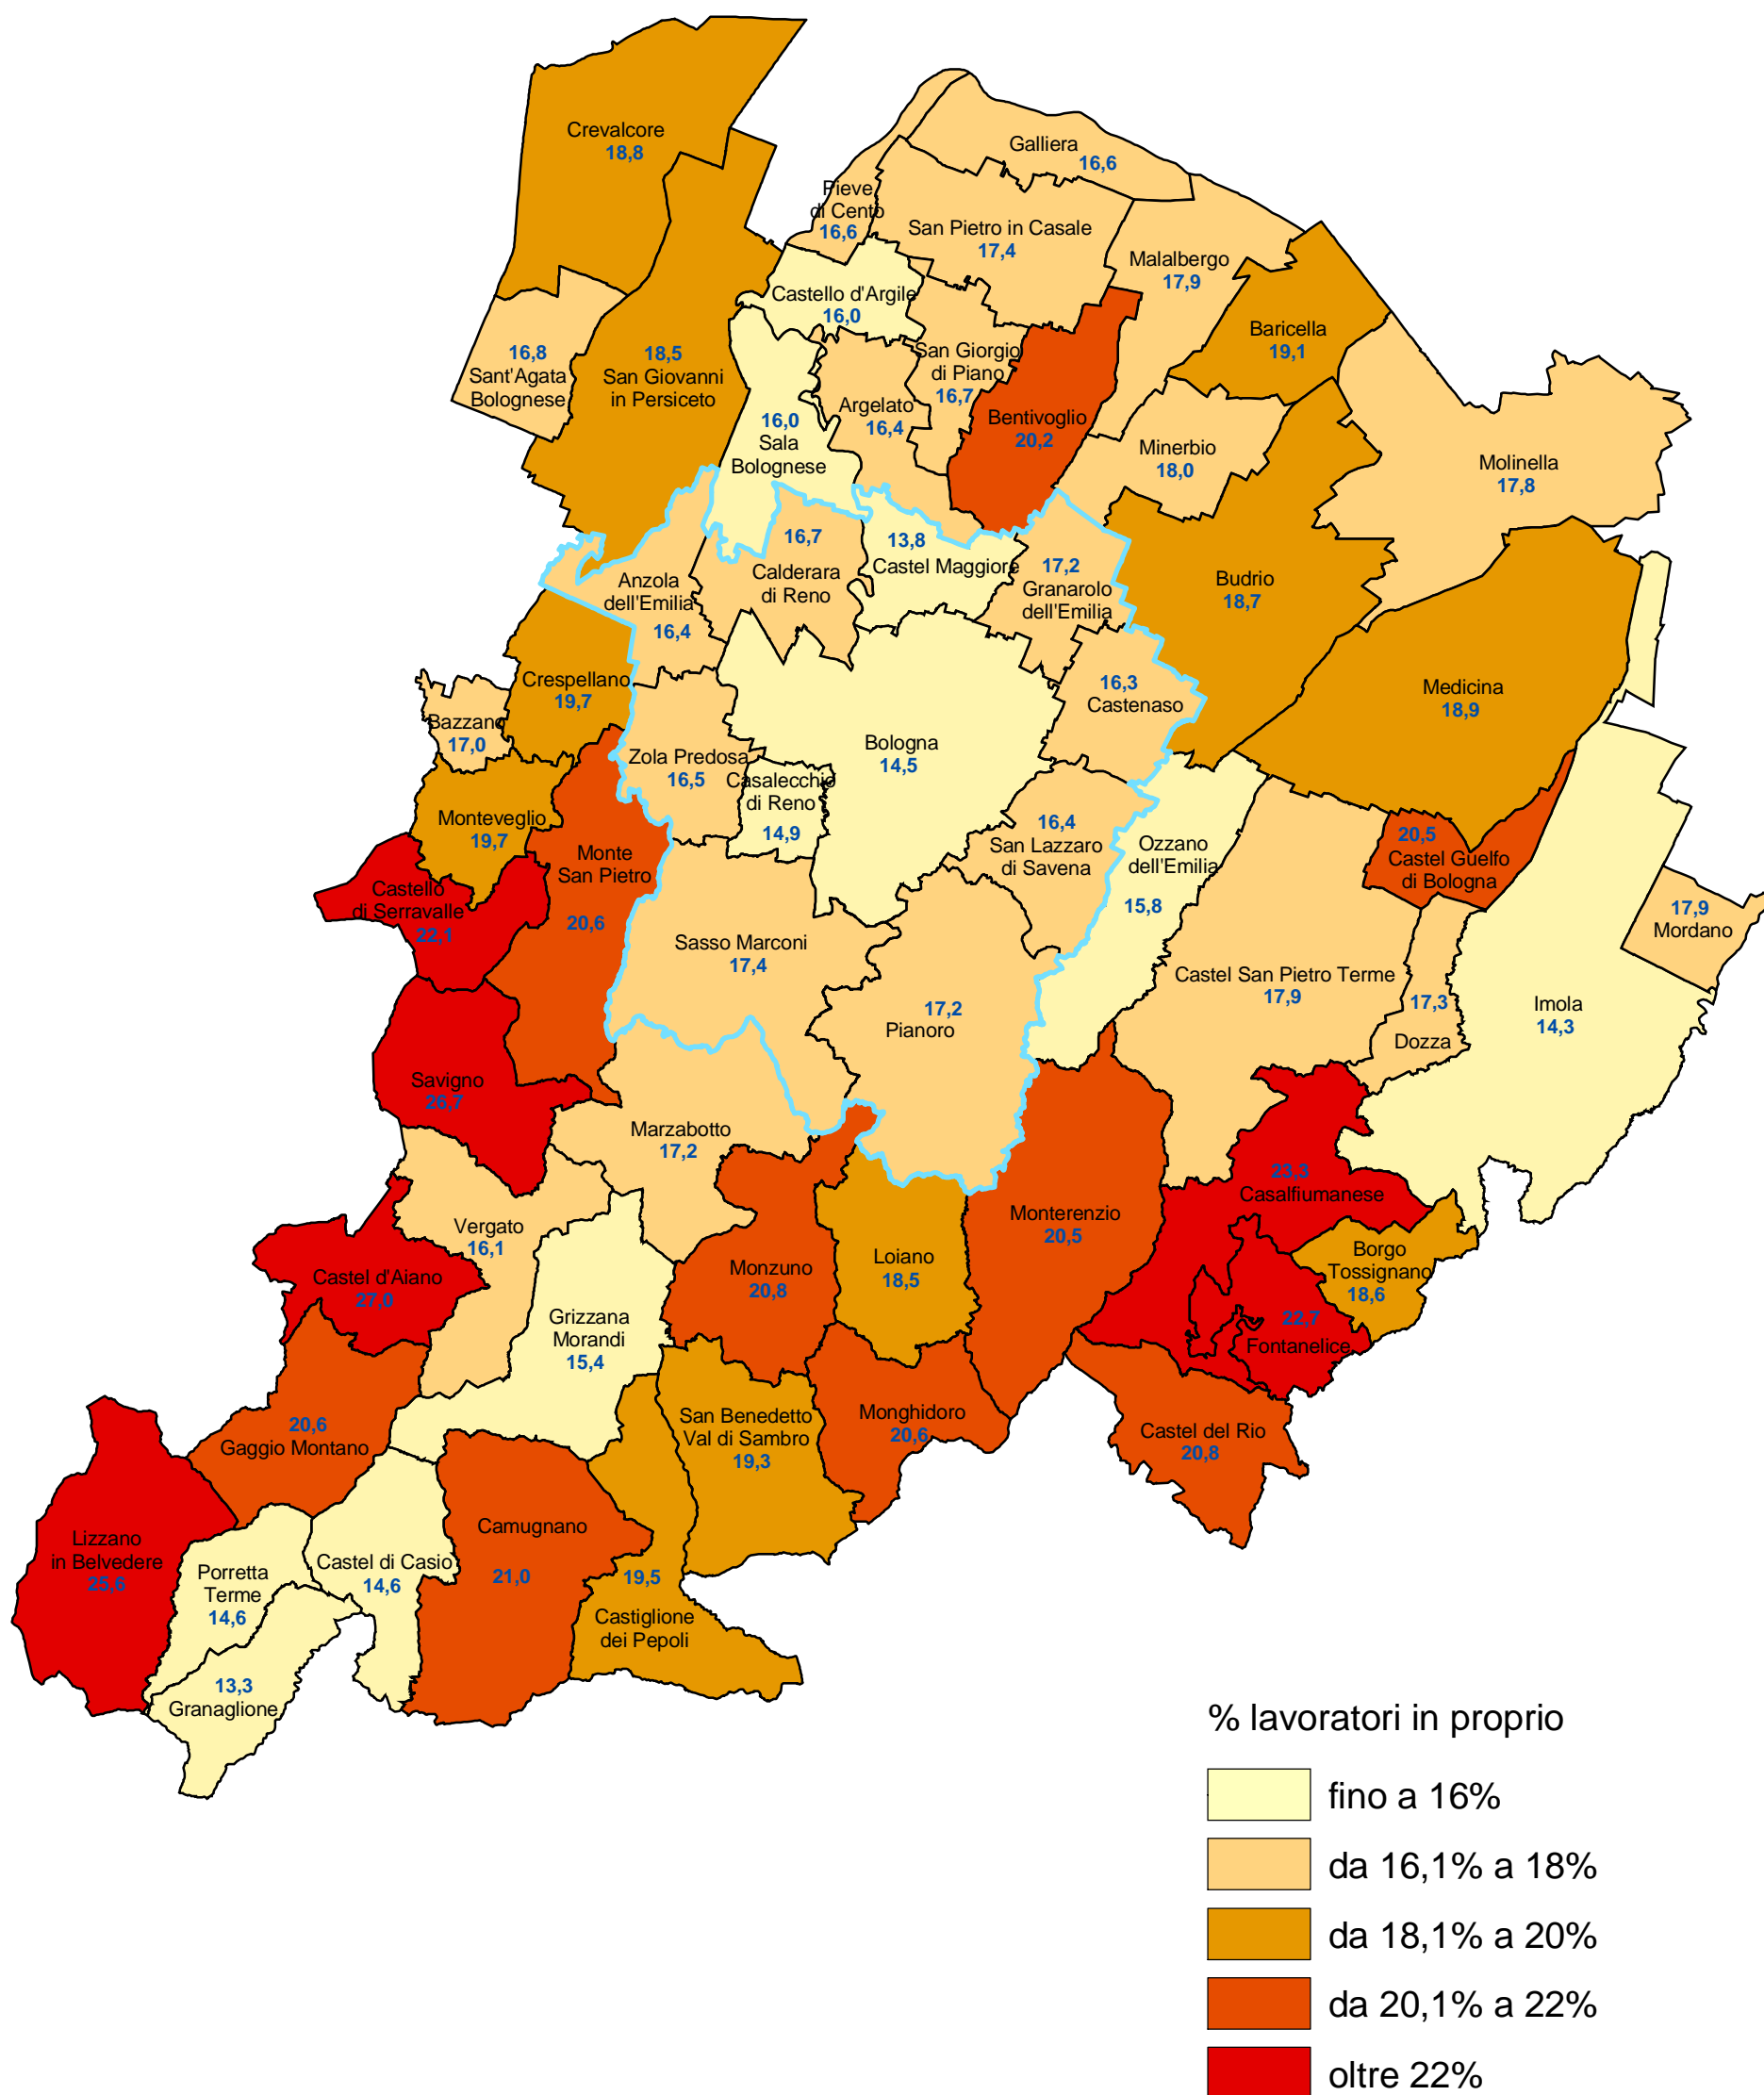 Crevalcore
18,8
Galliera
16,6
Pieve
di Cento
16,6
San Pietro in Casale
17,4
Malalbergo
17,9
Castello d'Argile
16,0
Baricella
19,1
16,8
Sant'Agata
Bolognese
18,5
San Giovanni
in Persiceto
San Giorgio
di Piano
16,7
Argelato
16,4
Bentivoglio
20,2
16,0
Sala
Bolognese
Minerbio
18,0
Molinella
17,8
16,7
Calderara
di Reno
13,8
Castel Maggiore
17,2
Granarolo
dell'Emilia
Anzola
dell'Emilia
16,4
Budrio
18,7
Crespellano
19,7
16,3
Castenaso
Medicina
18,9
Bazzano
17,0
Zola Predosa
16,5
Bologna
14,5
Casalecchio
di Reno
14,9
Monteveglio
19,7
Monte
San Pietro
20,6
16,4
San Lazzaro
di Savena
Ozzano
dell'Emilia
15,8
20,5
Castel Guelfo
di Bologna
Castello
di Serravalle
22,1
17,9
Mordano
Sasso Marconi
17,4
Castel San Pietro Terme
17,9
17,2
Pianoro
17,3
Dozza
Imola
14,3
Savigno
26,7
Marzabotto
17,2
23,3
Casalfiumanese
Vergato
16,1
Monterenzio
20,5
Castel d'Aiano
27,0
Monzuno
20,8
Loiano
18,5
Borgo
Tossignano
18,6
Grizzana
Morandi
15,4
22,7
Fontanelice
20,6
Gaggio Montano
San Benedetto
Val di Sambro
19,3
Monghidoro
20,6
Castel del Rio
20,8
Lizzano
in Belvedere
25,6
Porretta
Terme
14,6
Castel di Casio
14,6
Camugnano
21,0
19,5
Castiglione
dei Pepoli
13,3
Granaglione
% lavoratori in proprio
fino a 16%
da 16,1% a 18%
da 18,1% a 20%
da 20,1% a 22%
oltre 22%